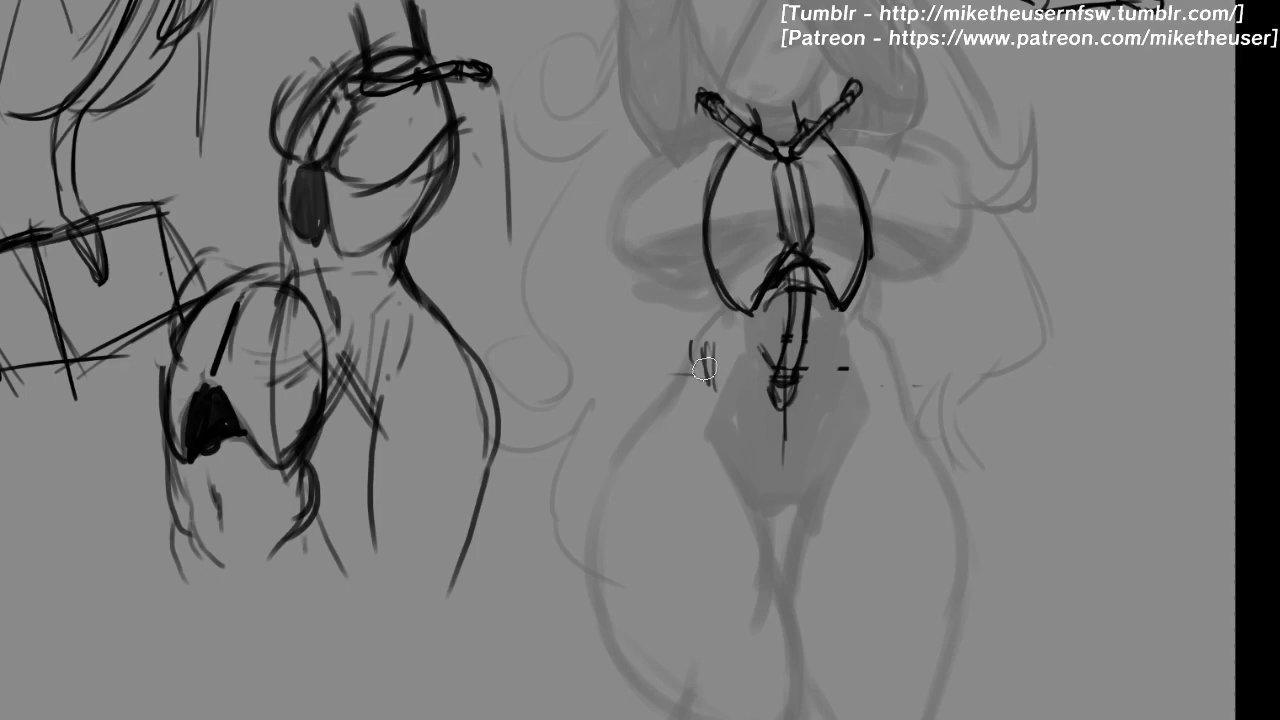 [Tumblr - http://miketheusernfsw.tumblr.com/]
[Patreon - https://www.patreon.com/miketheuser]